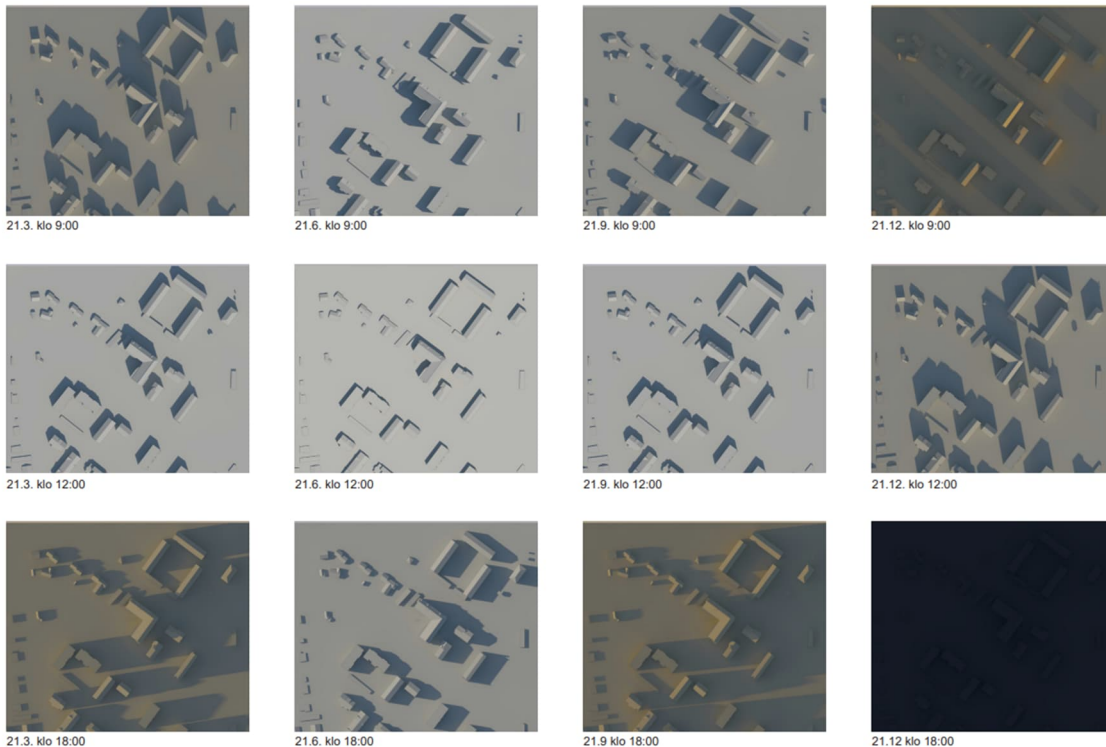 21.3. klo 9:00
21.6. klo 9:00
21.9. klo 9:00
21.12. klo 9:00
21.3. klo 12:00
21.6. klo 12:00
21.9. klo 12:00
21.12. klo 12:00
21.3. klo 18:00
21.6. klo 18:00
21.9 klo 18:00
21.12 klo 18:00